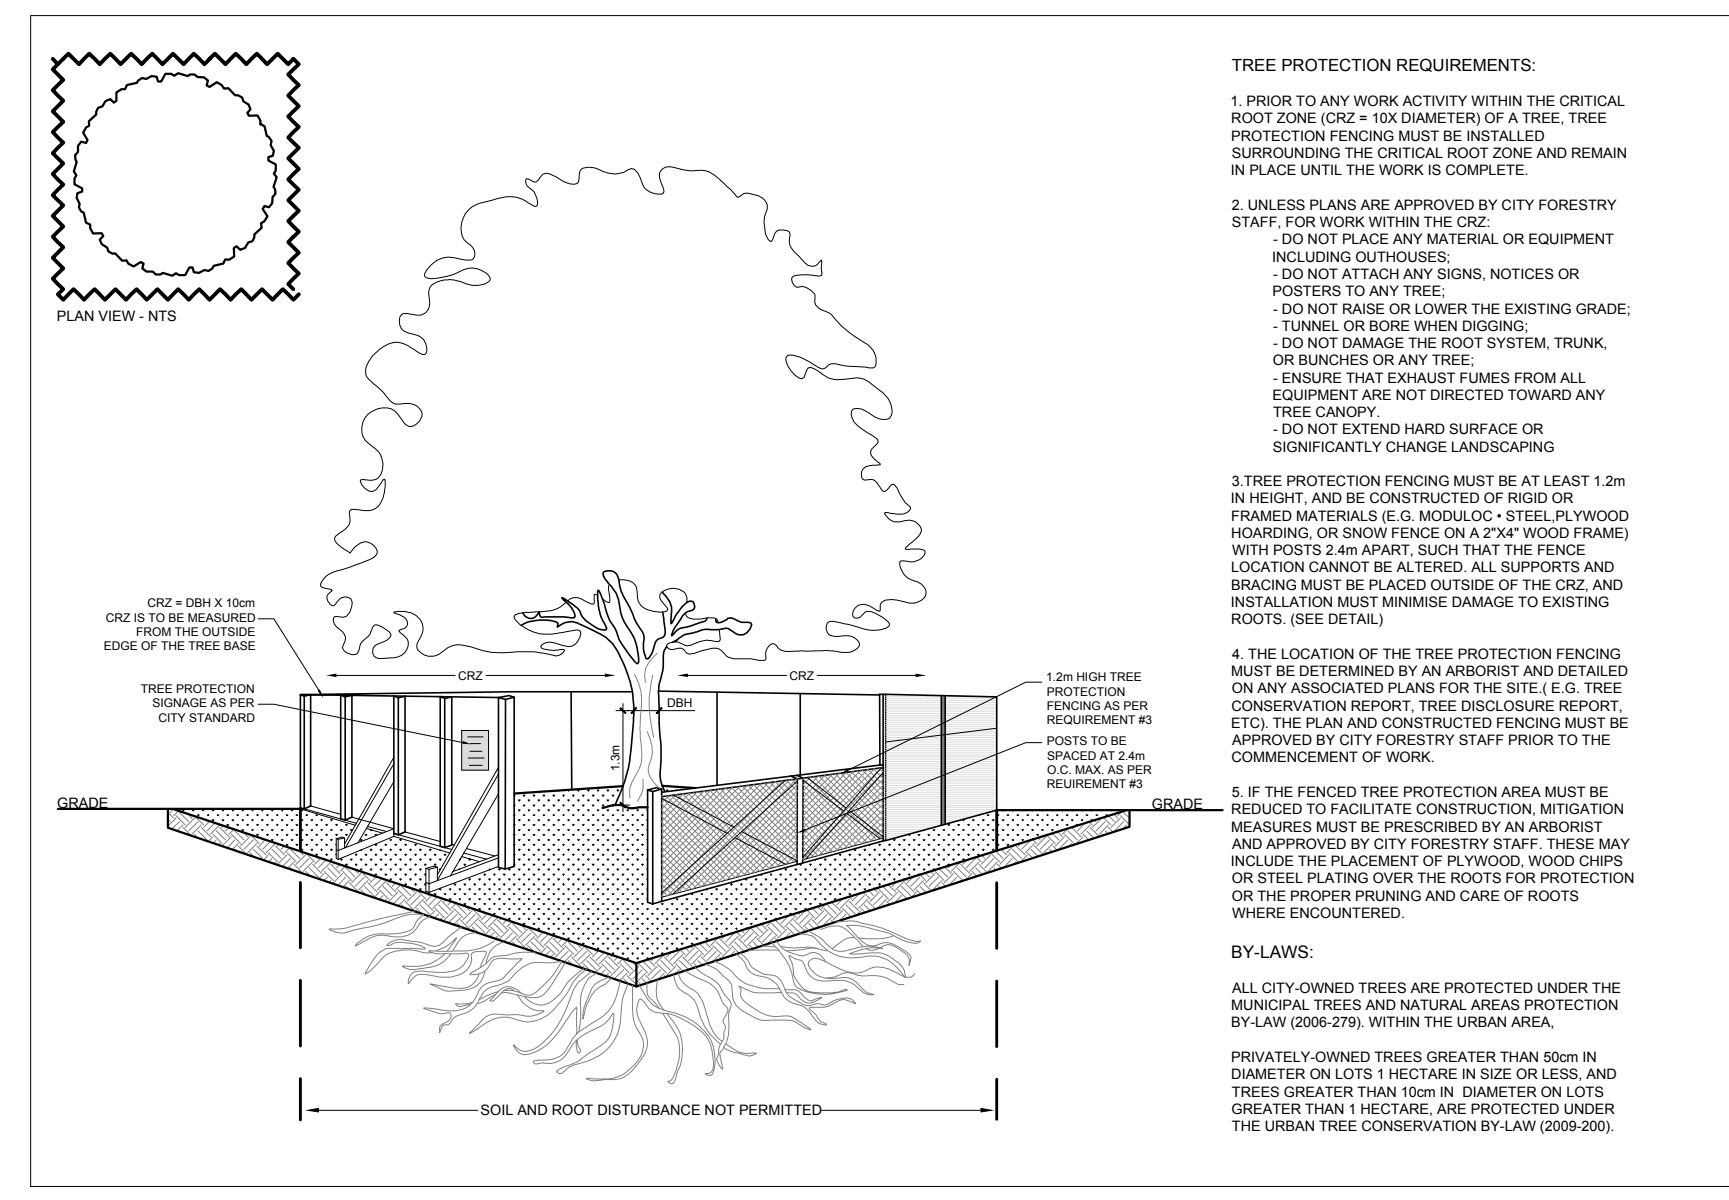 PLAN VIEW - NTS
CRZ = DBH X 10cm
CRZ IS TO BE MEASURED
FROM THE OUTSIDE
EDGE OF THE TREE BASE
TREE PROTECTION
SIGNAGE AS PER
CITY STANDARD
CRZ
CRZ
DBH
1.3m
1.2m HIGH TREE
PROTECTION
FENCING AS PER
REQUIREMENT #3
POSTS TO BE
SPACED AT 2.4m
O.C. MAX. AS PER
REUIREMENT #3
GRADE
GRADE
SOIL AND ROOT DISTURBANCE NOT PERMITTED
TREE PROTECTION REQUIREMENTS:
1. PRIOR TO ANY WORK ACTIVITY WITHIN THE CRITICAL
ROOT ZONE (CRZ = 10X DIAMETER) OF A TREE, TREE
PROTECTION FENCING MUST BE INSTALLED
SURROUNDING THE CRITICAL ROOT ZONE AND REMAIN
IN PLACE UNTIL THE WORK IS COMPLETE.
2. UNLESS PLANS ARE APPROVED BY CITY FORESTRY
STAFF, FOR WORK WITHIN THE CRZ:
- DO NOT PLACE ANY MATERIAL OR EQUIPMENT
INCLUDING OUTHOUSES;
- DO NOT ATTACH ANY SIGNS, NOTICES OR
POSTERS TO ANY TREE;
- DO NOT RAISE OR LOWER THE EXISTING GRADE;
- TUNNEL OR BORE WHEN DIGGING;
- DO NOT DAMAGE THE ROOT SYSTEM, TRUNK,
OR BUNCHES OR ANY TREE;
- ENSURE THAT EXHAUST FUMES FROM ALL
EQUIPMENT ARE NOT DIRECTED TOWARD ANY
TREE CANOPY.
- DO NOT EXTEND HARD SURFACE OR
SIGNIFICANTLY CHANGE LANDSCAPING
3.TREE PROTECTION FENCING MUST BE AT LEAST 1.2m
IN HEIGHT, AND BE CONSTRUCTED OF RIGID OR
FRAMED MATERIALS (E.G. MODULOC • STEEL,PLYWOOD
HOARDING, OR SNOW FENCE ON A 2"X4" WOOD FRAME)
WITH POSTS 2.4m APART, SUCH THAT THE FENCE
LOCATION CANNOT BE ALTERED. ALL SUPPORTS AND
BRACING MUST BE PLACED OUTSIDE OF THE CRZ, AND
INSTALLATION MUST MINIMISE DAMAGE TO EXISTING
ROOTS. (SEE DETAIL)
4. THE LOCATION OF THE TREE PROTECTION FENCING
MUST BE DETERMINED BY AN ARBORIST AND DETAILED
ON ANY ASSOCIATED PLANS FOR THE SITE.( E.G. TREE
CONSERVATION REPORT, TREE DISCLOSURE REPORT,
ETC). THE PLAN AND CONSTRUCTED FENCING MUST BE
APPROVED BY CITY FORESTRY STAFF PRIOR TO THE
COMMENCEMENT OF WORK.
5. IF THE FENCED TREE PROTECTION AREA MUST BE
REDUCED TO FACILITATE CONSTRUCTION, MITIGATION
MEASURES MUST BE PRESCRIBED BY AN ARBORIST
AND APPROVED BY CITY FORESTRY STAFF. THESE MAY
INCLUDE THE PLACEMENT OF PLYWOOD, WOOD CHIPS
OR STEEL PLATING OVER THE ROOTS FOR PROTECTION
OR THE PROPER PRUNING AND CARE OF ROOTS
WHERE ENCOUNTERED.
BY-LAWS:
ALL CITY-OWNED TREES ARE PROTECTED UNDER THE
MUNICIPAL TREES AND NATURAL AREAS PROTECTION
BY-LAW (2006-279). WITHIN THE URBAN AREA,
PRIVATELY-OWNED TREES GREATER THAN 50cm IN
DIAMETER ON LOTS 1 HECTARE IN SIZE OR LESS, AND
TREES GREATER THAN 10cm IN DIAMETER ON LOTS
GREATER THAN 1 HECTARE, ARE PROTECTED UNDER
THE URBAN TREE CONSERVATION BY-LAW (2009-200).